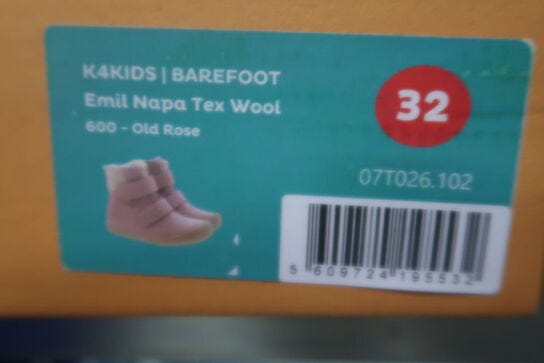 K4KIDS | BAREFOOT
Emil Napa Tex Wool
600 - Old Rose
32
07T026.102
5 609724 195532